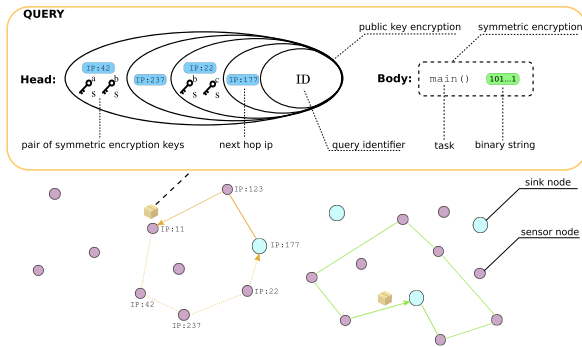 QUERY
public key encryption
symmetric encryption
Head:
IP:42
a
s
b
s
IP:237
IP:22
b
s
c
s
IP:177
ID
Body:
main()
101...1
pair of symmetric encryption keys
next hop ip
query identifier
task
binary string
IP:123
IP:11
IP:177
IP:42
IP:22
IP:237
sink node
sensor node